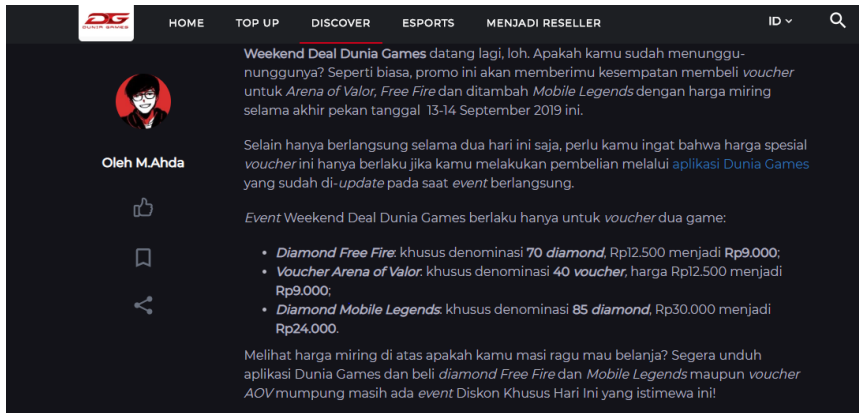 DG
DUNIA GAMES
HOME
TOP UP
DISCOVER
ESPORTS
MENJADI RESELLER
ID
Oleh M.Ahda
Weekend Deal Dunia Games datang lagi, loh. Apakah kamu sudah menunggu-
nunggunya? Seperti biasa, promo ini akan memberimu kesempatan membeli voucher
untuk Arena of Valor, Free Fire dan ditambah Mobile Legends dengan harga miring
selama akhir pekan tanggal 13-14 September 2019 ini.
Selain hanya berlangsung selama dua hari ini saja, perlu kamu ingat bahwa harga spesial
voucher ini hanya berlaku jika kamu melakukan pembelian melalui aplikasi Dunia Games
yang sudah di-update pada saat event berlangsung.
Event Weekend Deal Dunia Games berlaku hanya untuk voucher dua game:
• Diamond Free Fire: khusus denominasi 70 diamond, Rp12.500 menjadi Rp9.000;
• Voucher Arena of Valor: khusus denominasi 40 voucher, harga Rp12.500 menjadi
Rp9.000;
• Diamond Mobile Legends: khusus denominasi 85 diamond, Rp30.000 menjadi
Rp24.000.
Melihat harga miring di atas apakah kamu masi ragu mau belanja? Segera unduh
aplikasi Dunia Games dan beli diamond Free Fire dan Mobile Legends maupun voucher
AOV mumpung masih ada event Diskon Khusus Hari Ini yang istimewa ini!